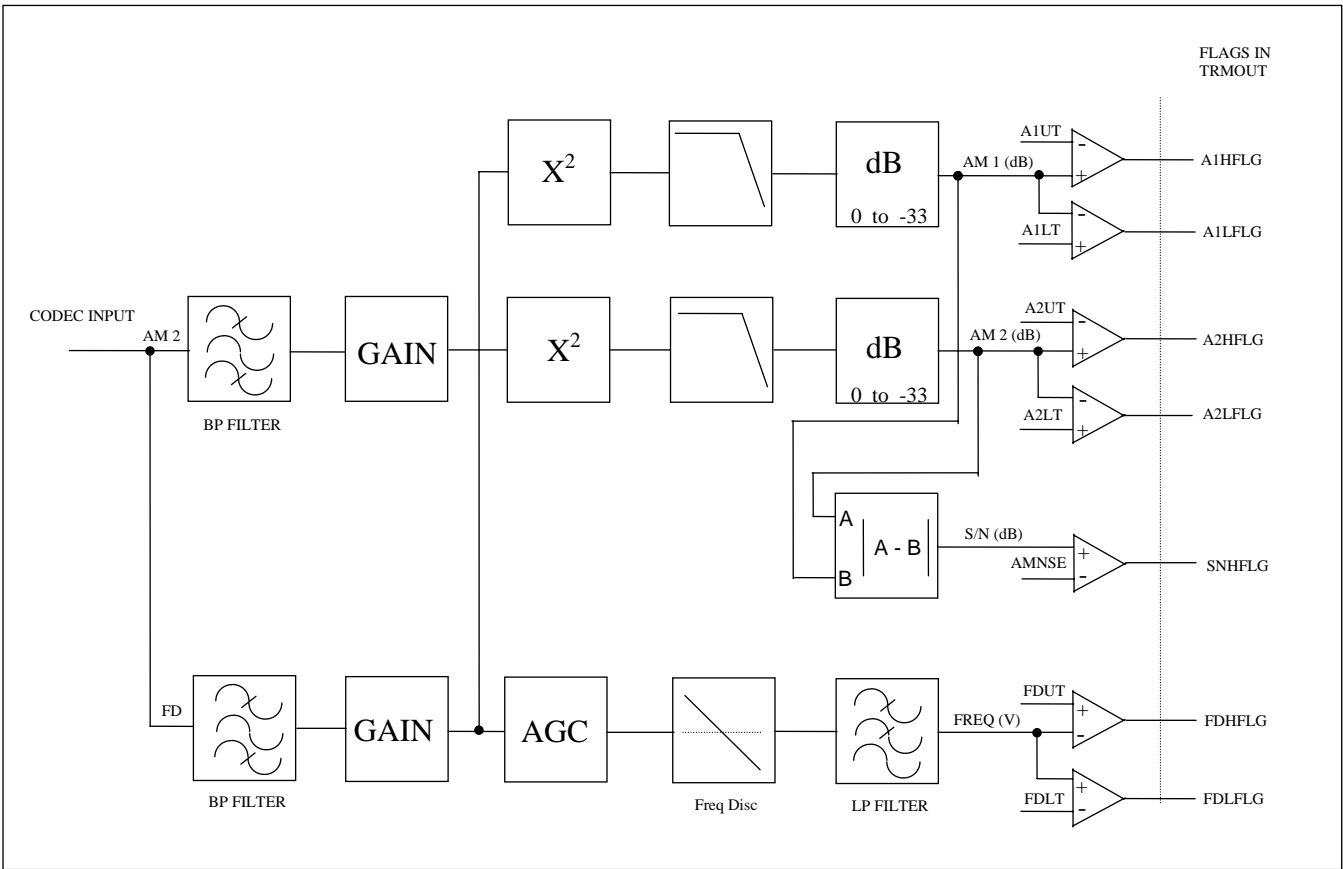 FLAGS IN
TRMOUT
X2
dB
0 to -33
AM 1 (dB)
A1UT
-
+
A1HFLG
-
A1LT
+
A1LFLG
CODEC INPUT
AM 2
BP FILTER
GAIN
X2
dB
0 to -33
AM 2 (dB)
A2UT
-
+
A2HFLG
-
A2LT
+
A2LFLG
A
B
A - B
S/N (dB)
AMNSE
+
-
SNHFLG
FD
BP FILTER
GAIN
AGC
Freq Disc
LP FILTER
FREQ (V)
FDUT
+
-
FDHFLG
+
FDLT
-
FDLFLG